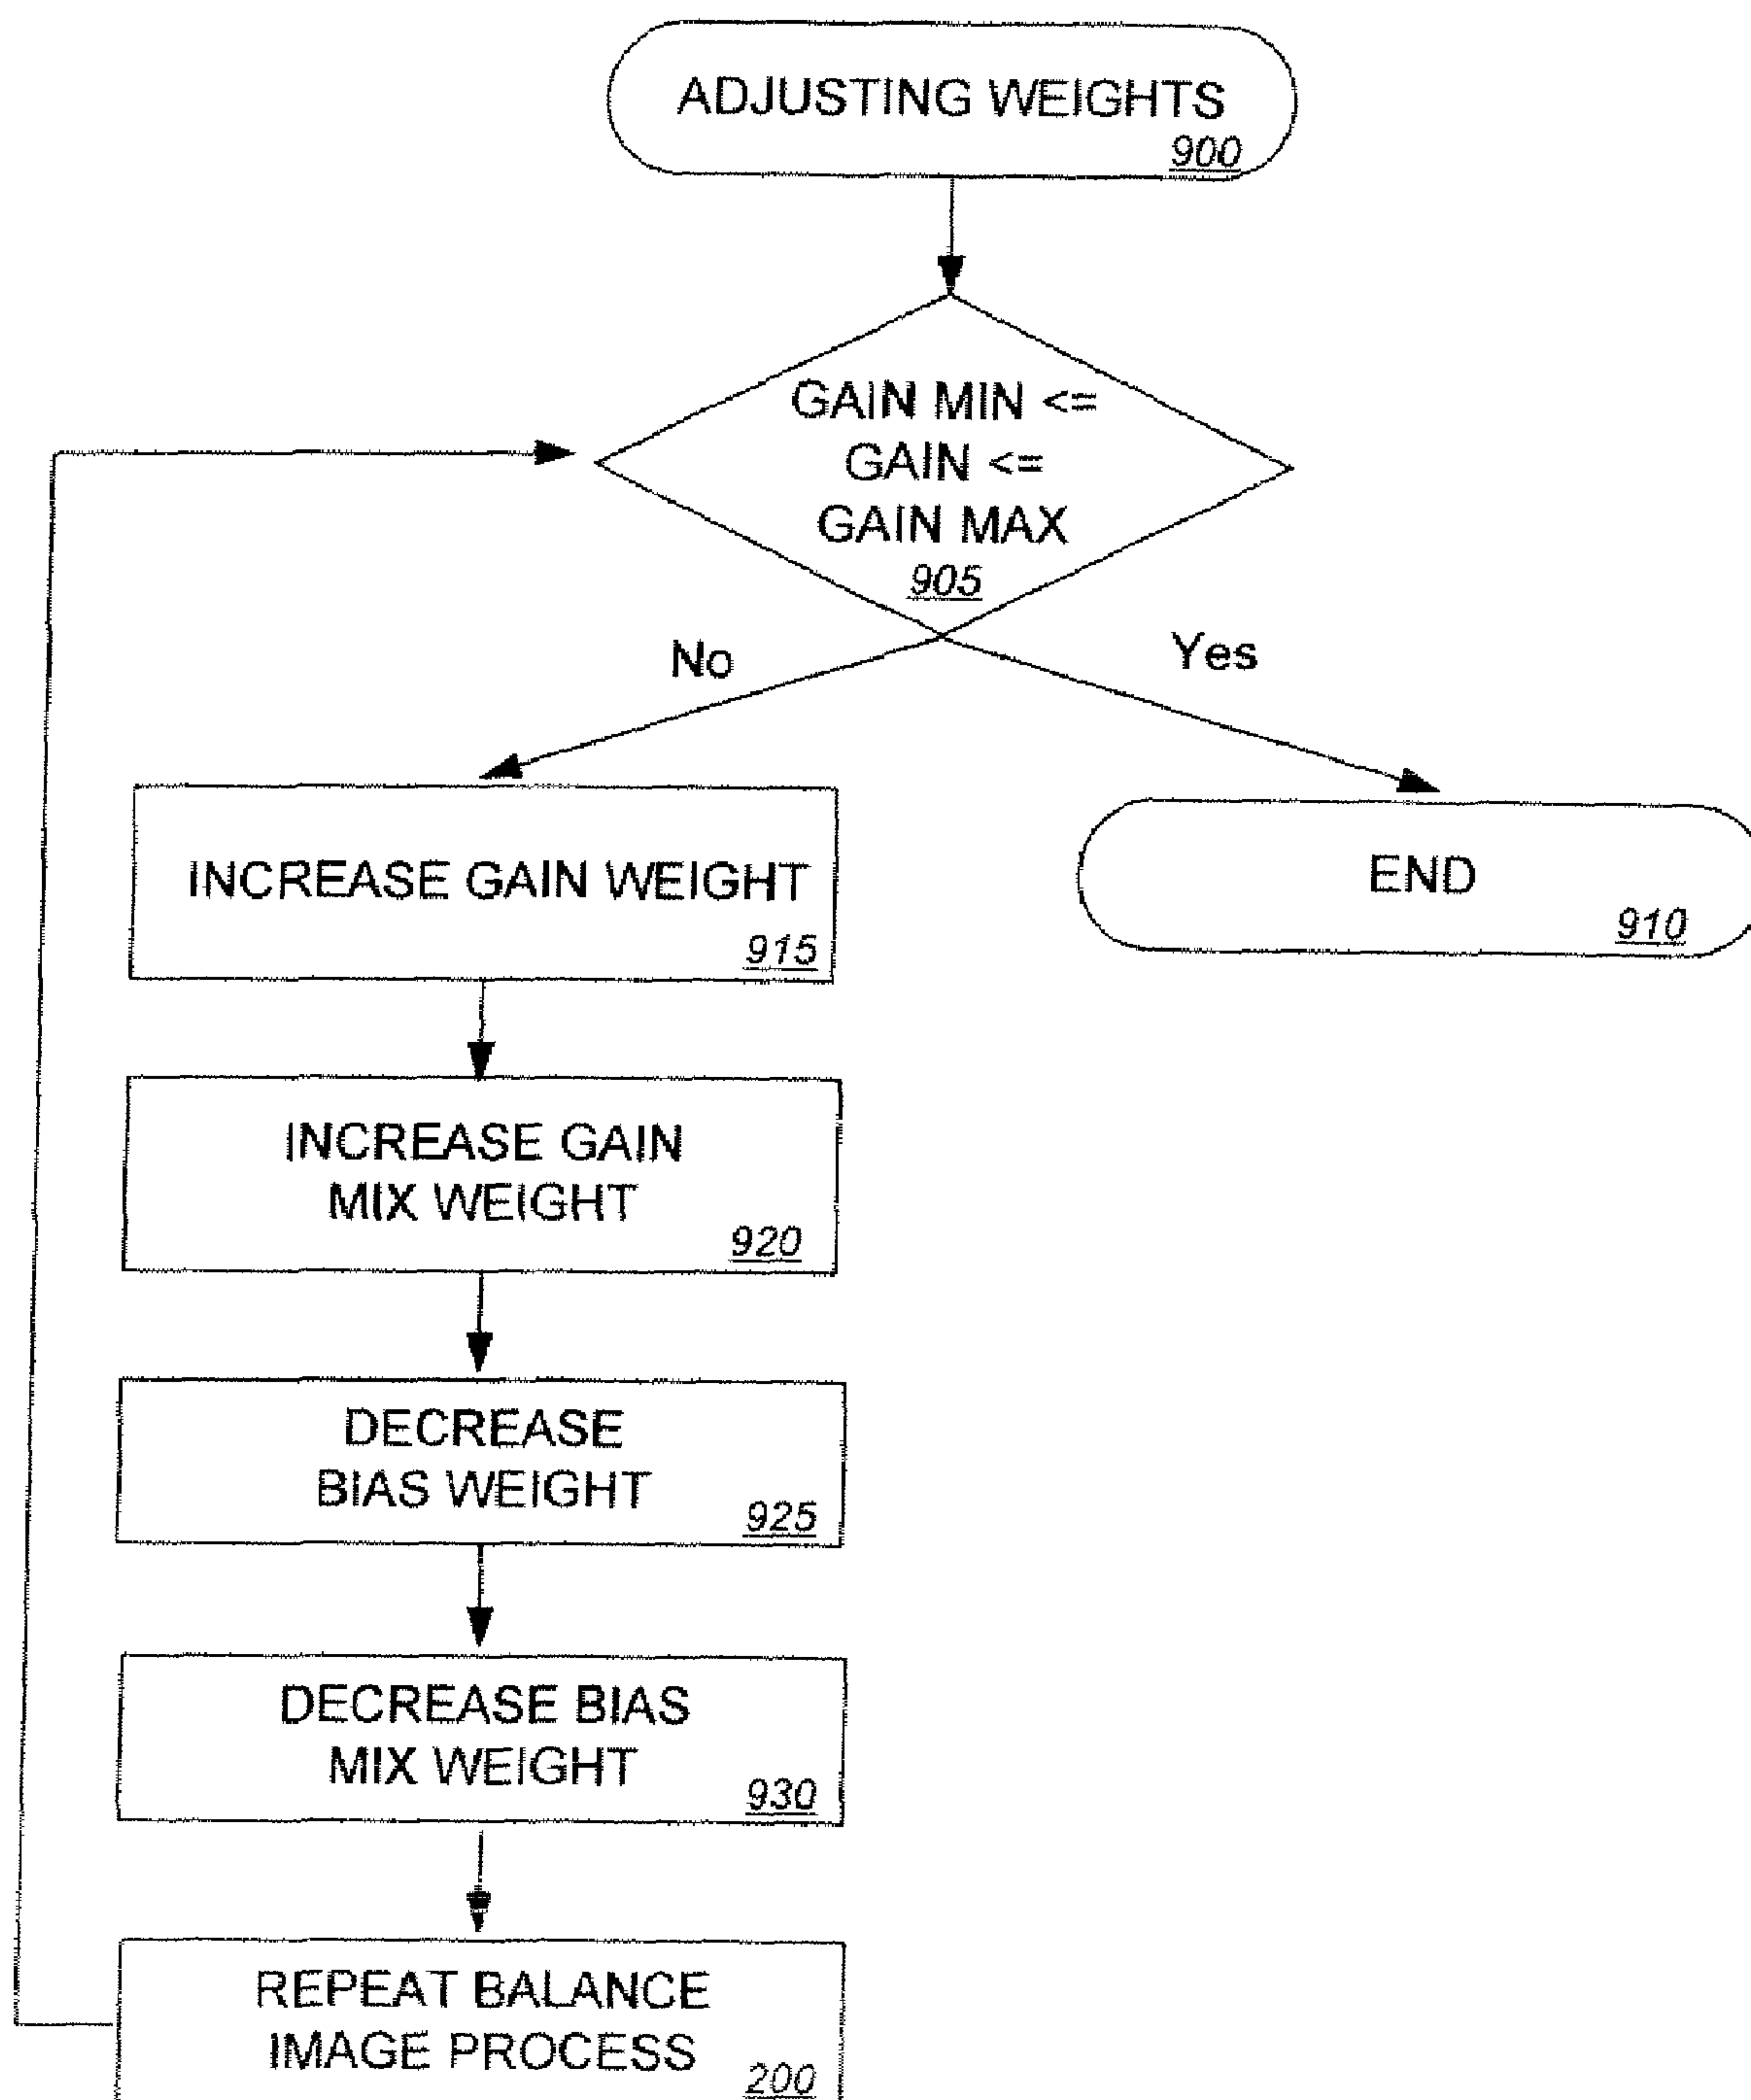 ADJUSTING WEIGHTS
900
GAIN MIN <=
GAIN <=
GAIN MAX
905
No
Yes
INCREASE GAIN WEIGHT
915
END
910
INCREASE GAIN
MIX WEIGHT
920
DECREASE
BIAS WEIGHT
925
DECREASE BIAS
MIX WEIGHT
930
REPEAT BALANCE
IMAGE PROCESS
200